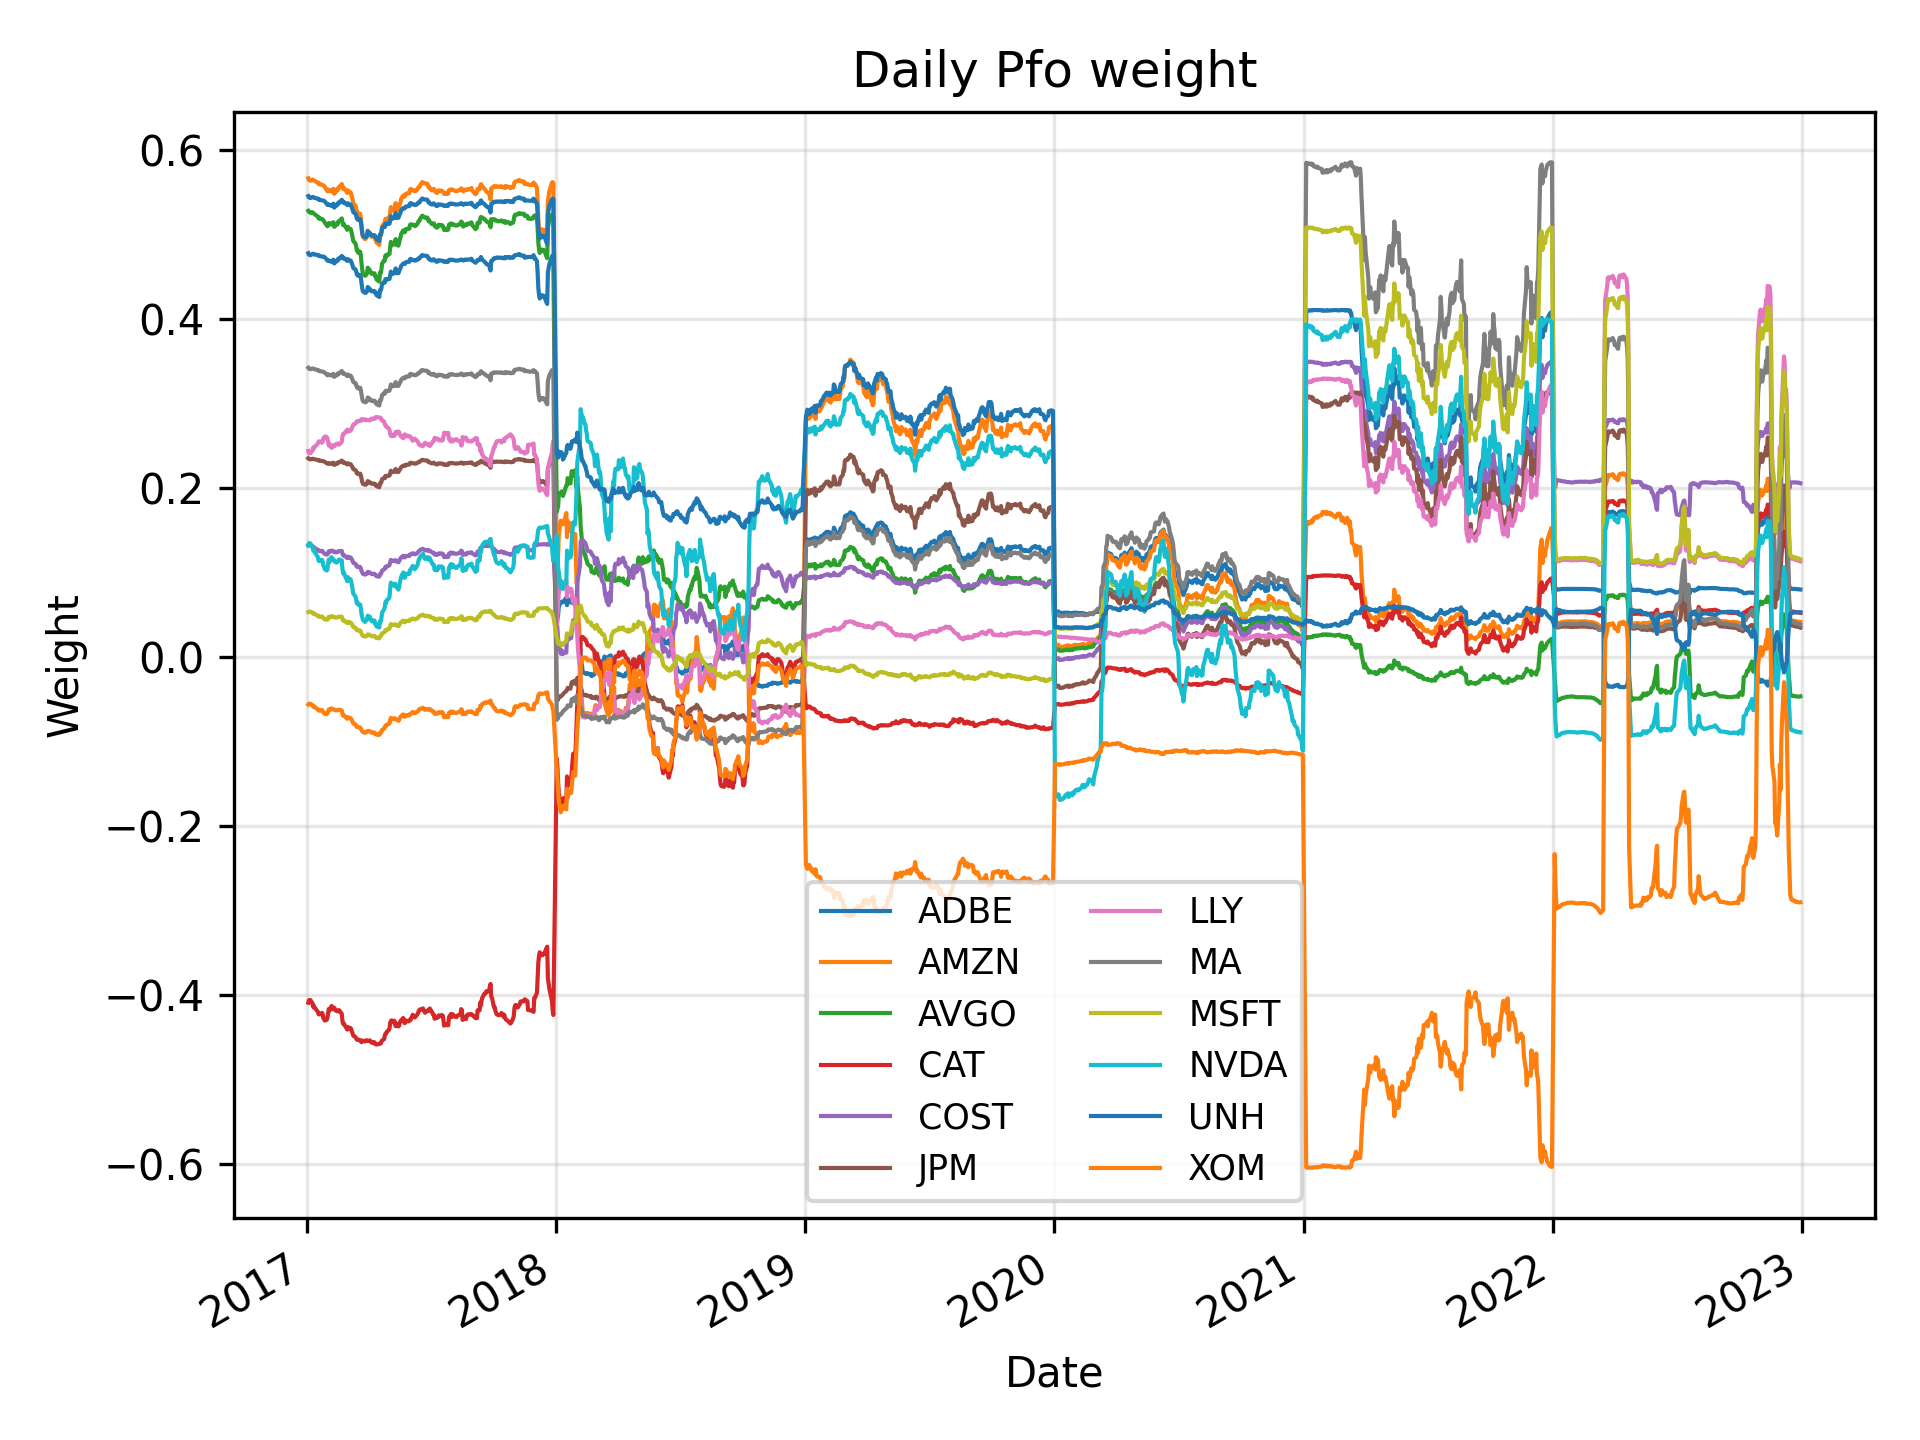 Daily Pfo weight
0.6
0.4
0.2
0.0
−0.2
−0.4
−0.6
Weight
ADBE
AMZN
AVGO
CAT
COST
JPM
LLY
MA
MSFT
NVDA
UNH
XOM
2017
2018
2019
2020
2021
2022
2023
Date